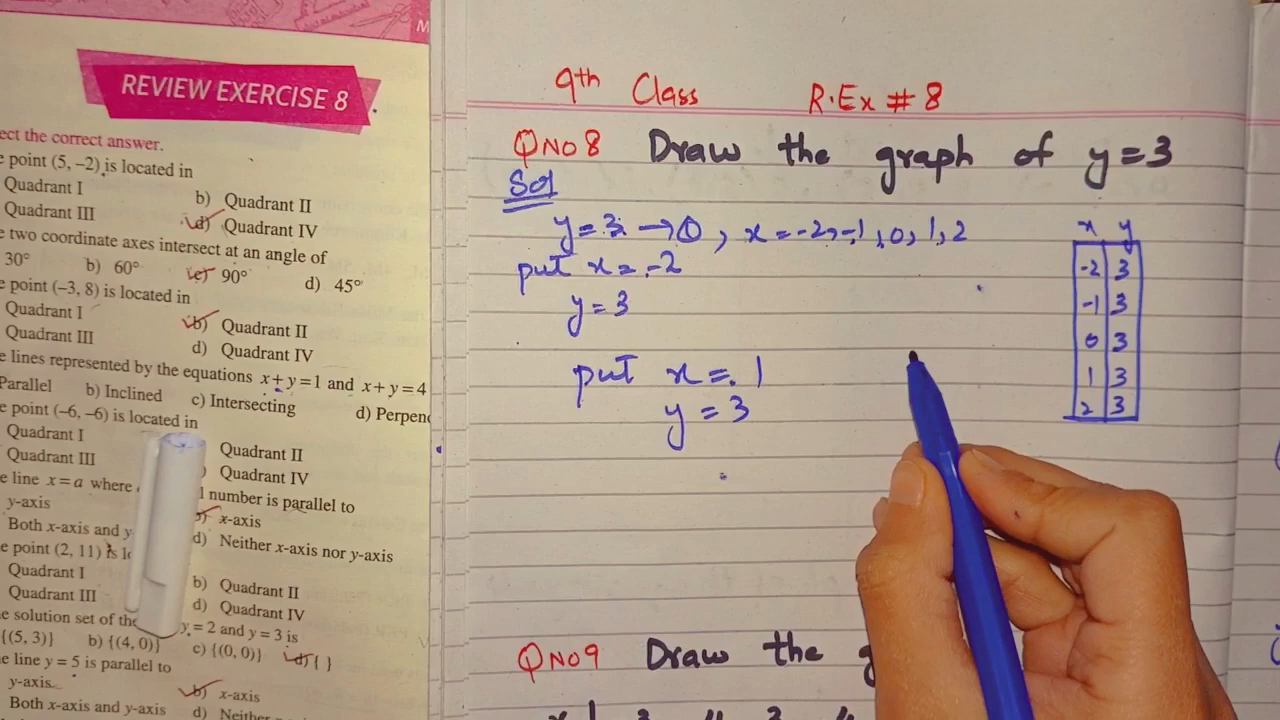 M
REVIEW EXERCISE 8
ect the correct answer.
e point (5, −2) is located in
Quadrant I b) Quadrant II
Quadrant III d) Quadrant IV
e two coordinate axes intersect at an angle of
30° b) 60° c) 90° d) 45°
e point (−3, 8) is located in
Quadrant I b) Quadrant II
Quadrant III d) Quadrant IV
e lines represented by the equations x+y=1 and x+y=4
Parallel b) Inclined c) Intersecting d) Perpen
e point (−6, −6) is located in
Quadrant I Quadrant II
Quadrant III ) Quadrant IV
e line x=a where l number is parallel to
y-axis b) x-axis
Both x-axis and y d) Neither x-axis nor y-axis
e point (2, 11) is lo
Quadrant I b) Quadrant II
Quadrant III d) Quadrant IV
e solution set of the y=2 and y=3 is
{(5, 3)} b) {(4, 0)} c) {(0, 0)} d) { }
e line y=5 is parallel to
y-axis b) x-axis
Both x-axis and y-axis d) Neither
9th Class R.Ex # 8
QNO8 Draw the graph of y=3
Sol
y=3 → ①, x=-2,-1,0,1,2
put x=-2
y=3
put x=1
y=3
x y
-2 3
-1 3
0 3
1 3
2 3
QNO9 Draw the g